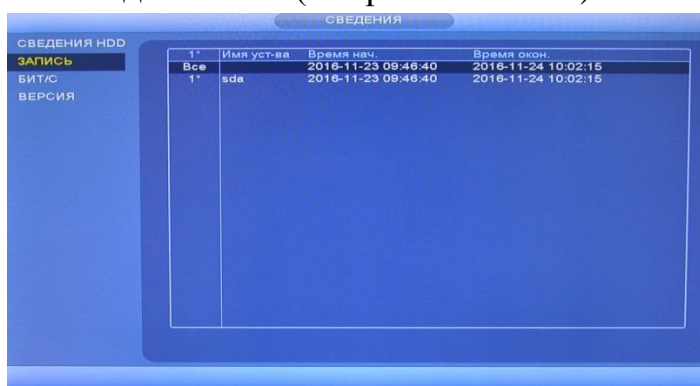 СВЕДЕНИЯ
СВЕДЕНИЯ HDD
ЗАПИСЬ
БИТ/С
ВЕРСИЯ
1* Имя уст-ва Время нач. Время окон.
Все 2016-11-23 09:46:40 2016-11-24 10:02:15
1* sda 2016-11-23 09:46:40 2016-11-24 10:02:15